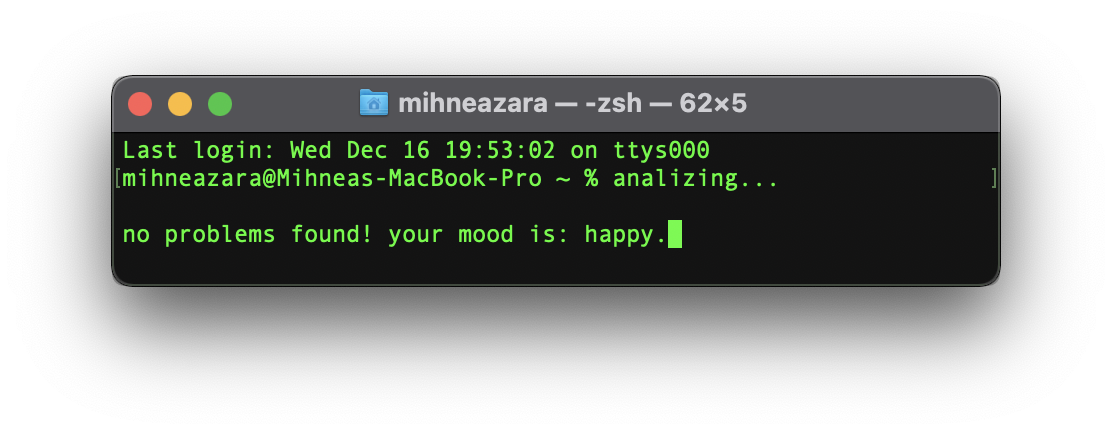 mihneazara — -zsh — 62×5
Last login: Wed Dec 16 19:53:02 on ttys000
[mihneazara@Mihneas-MacBook-Pro ~ % analizing... ]
no problems found! your mood is: happy.